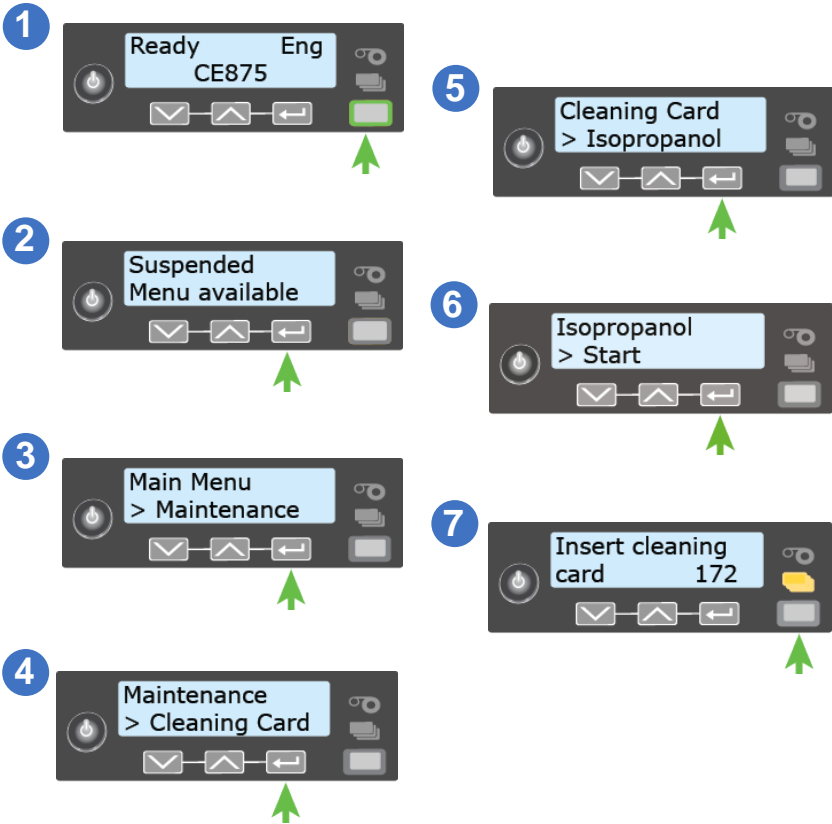 1
Ready Eng
CE875
2
Suspended
Menu available
3
Main Menu
> Maintenance
4
Maintenance
> Cleaning Card
5
Cleaning Card
> Isopropanol
6
Isopropanol
> Start
7
Insert cleaning
card 172